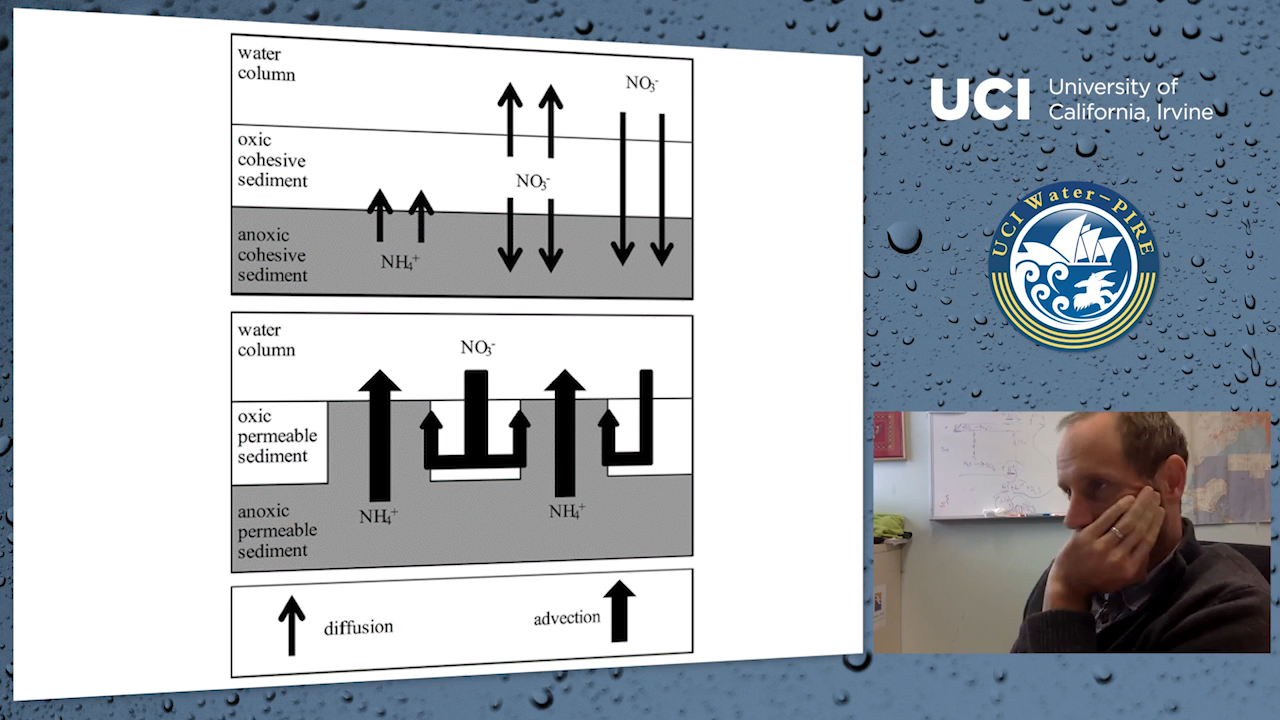 water
column
NO₃⁻
oxic
cohesive
sediment
NO₃⁻
anoxic
cohesive
sediment
NH₄⁺
water
column
NO₃⁻
oxic
permeable
sediment
anoxic
permeable
sediment
NH₄⁺
NH₄⁺
diffusion
advection
UCI
University of
California, Irvine
UCI Water-PIRE